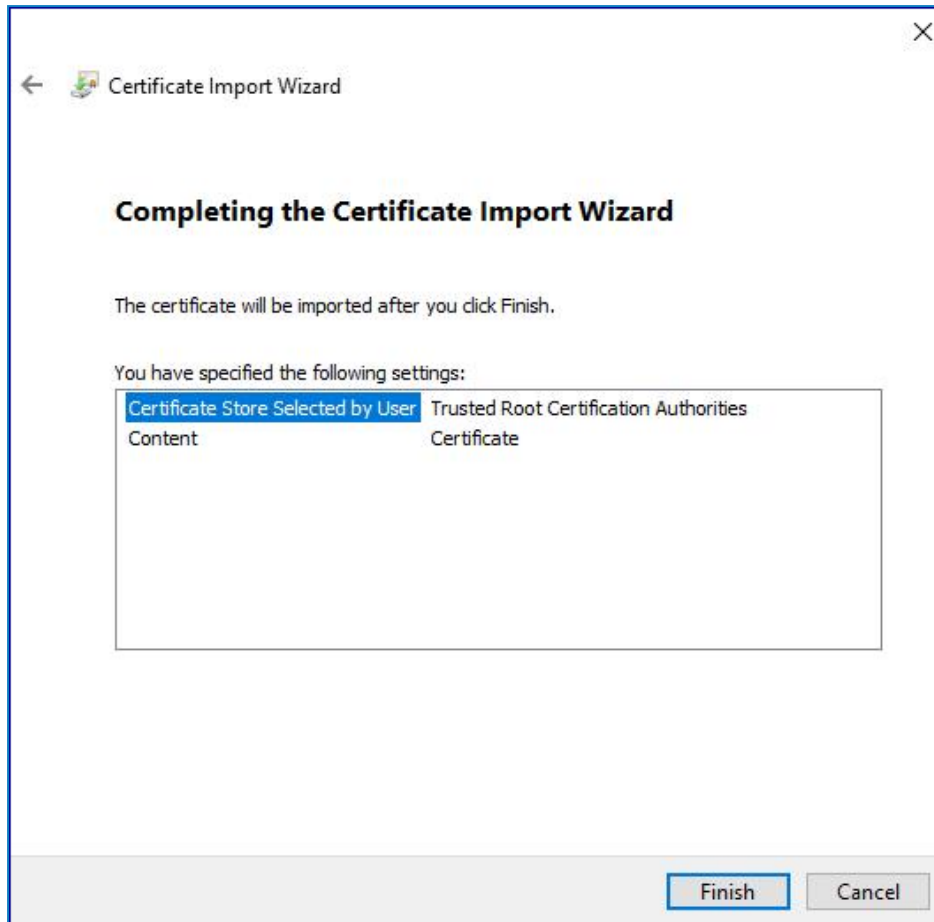 Certificate Import Wizard
Completing the Certificate Import Wizard
The certificate will be imported after you click Finish.
You have specified the following settings:
Certificate Store Selected by User Trusted Root Certification Authorities
Content Certificate
Finish Cancel